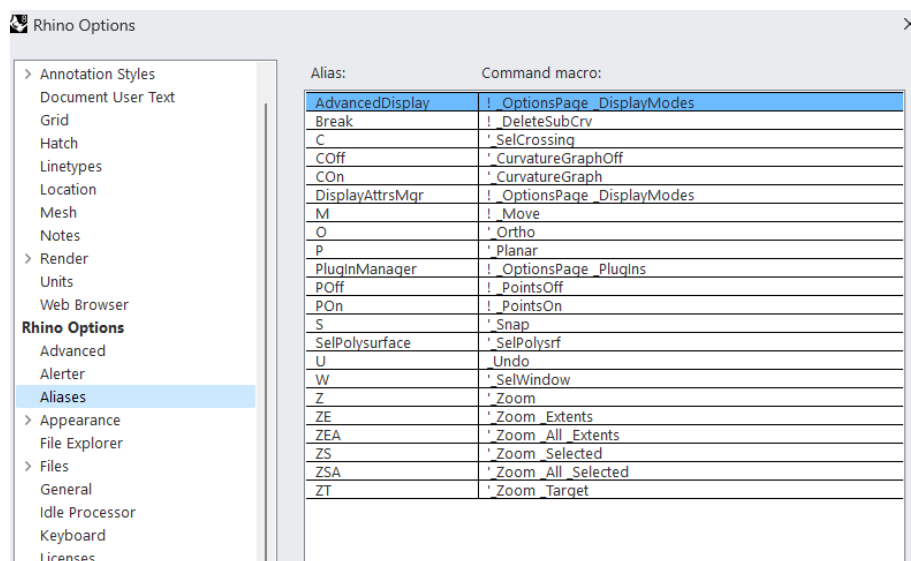 Rhino Options
Annotation Styles
Document User Text
Grid
Hatch
Linetypes
Location
Mesh
Notes
Render
Units
Web Browser
Rhino Options
Advanced
Alerter
Aliases
Appearance
File Explorer
Files
General
Idle Processor
Keyboard
Licenses
Alias: Command macro:
AdvancedDisplay ! _OptionsPage _DisplayModes
Break ! _DeleteSubCrv
C '_SelCrossing
COff '_CurvatureGraphOff
COn '_CurvatureGraph
DisplayAttrsMgr ! _OptionsPage _DisplayModes
M ! _Move
O '_Ortho
P '_Planar
PlugInManager ! _OptionsPage _PlugIns
POff ! _PointsOff
POn ! _PointsOn
S '_Snap
SelPolysurface '_SelPolysrf
U _Undo
W '_SelWindow
Z '_Zoom
ZE '_Zoom _Extents
ZEA '_Zoom _All _Extents
ZS '_Zoom _Selected
ZSA '_Zoom _All _Selected
ZT '_Zoom _Target